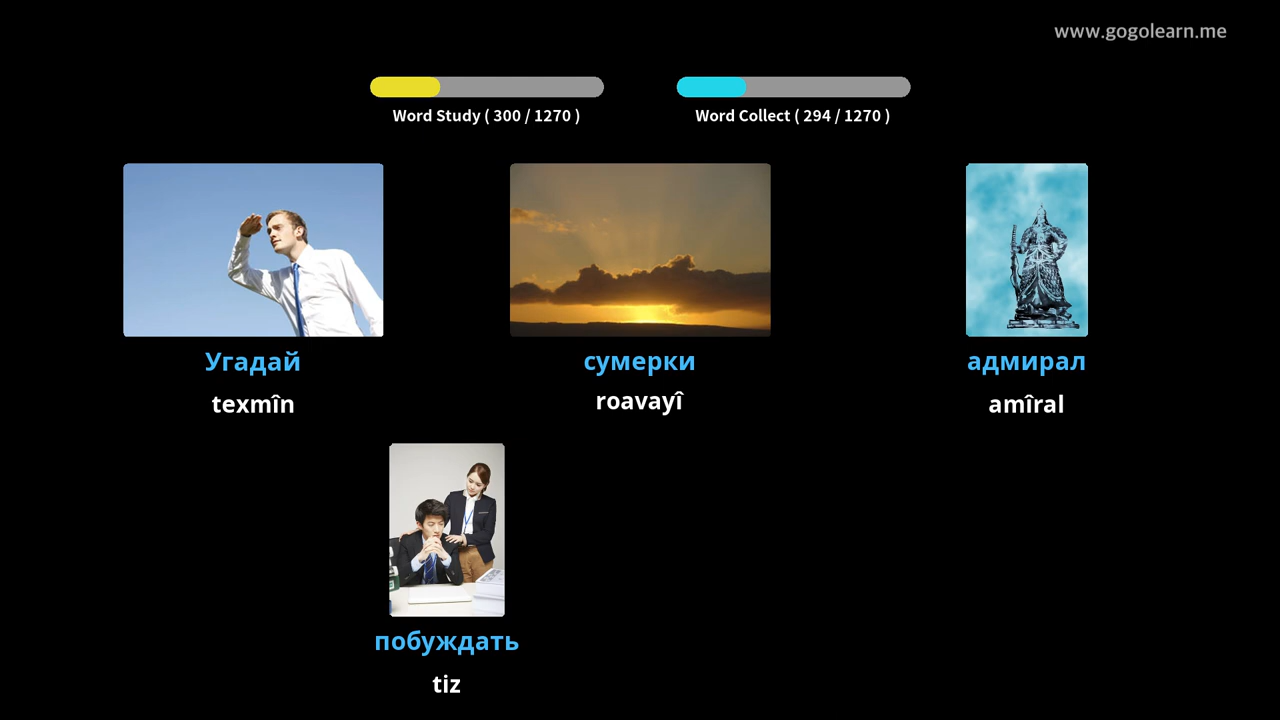 www.gogolearn.me
Word Study ( 300 / 1270 )
Word Collect ( 294 / 1270 )
Угадай
сумерки
адмирал
texmîn
roavayî
amîral
побуждать
tiz